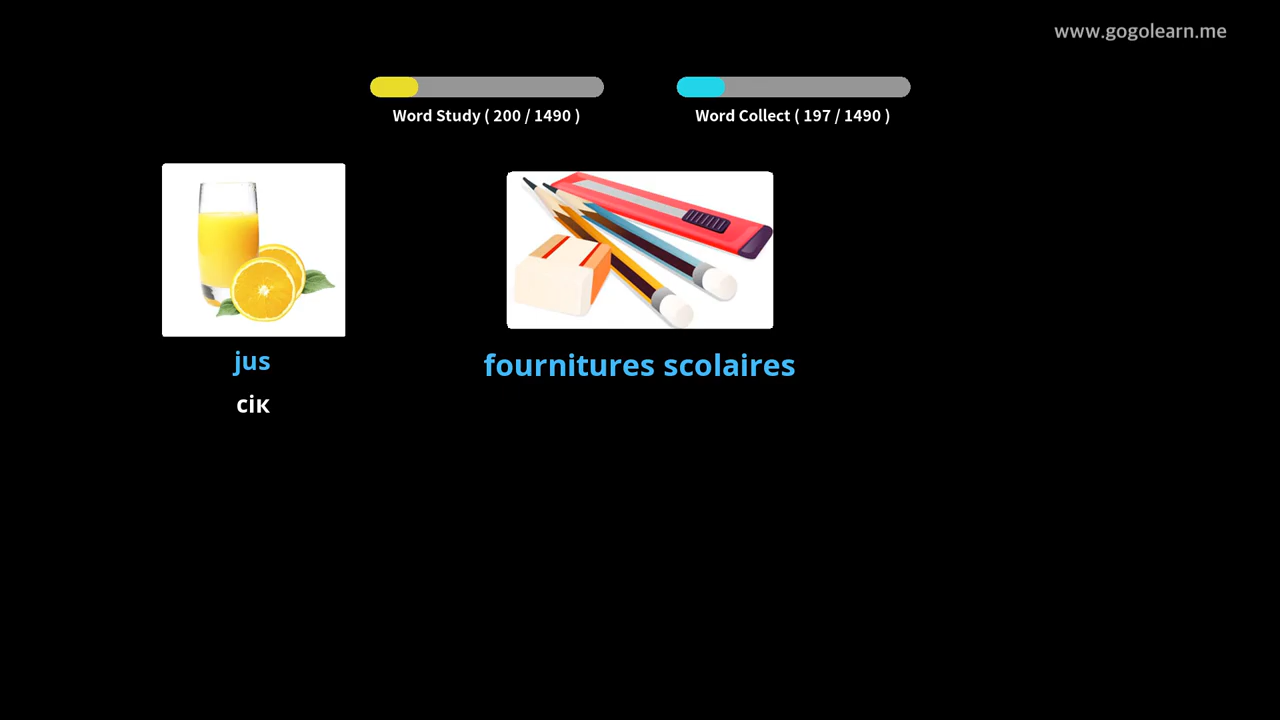 www.gogolearn.me
Word Study ( 200 / 1490 )
Word Collect ( 197 / 1490 )
jus
сік
fournitures scolaires